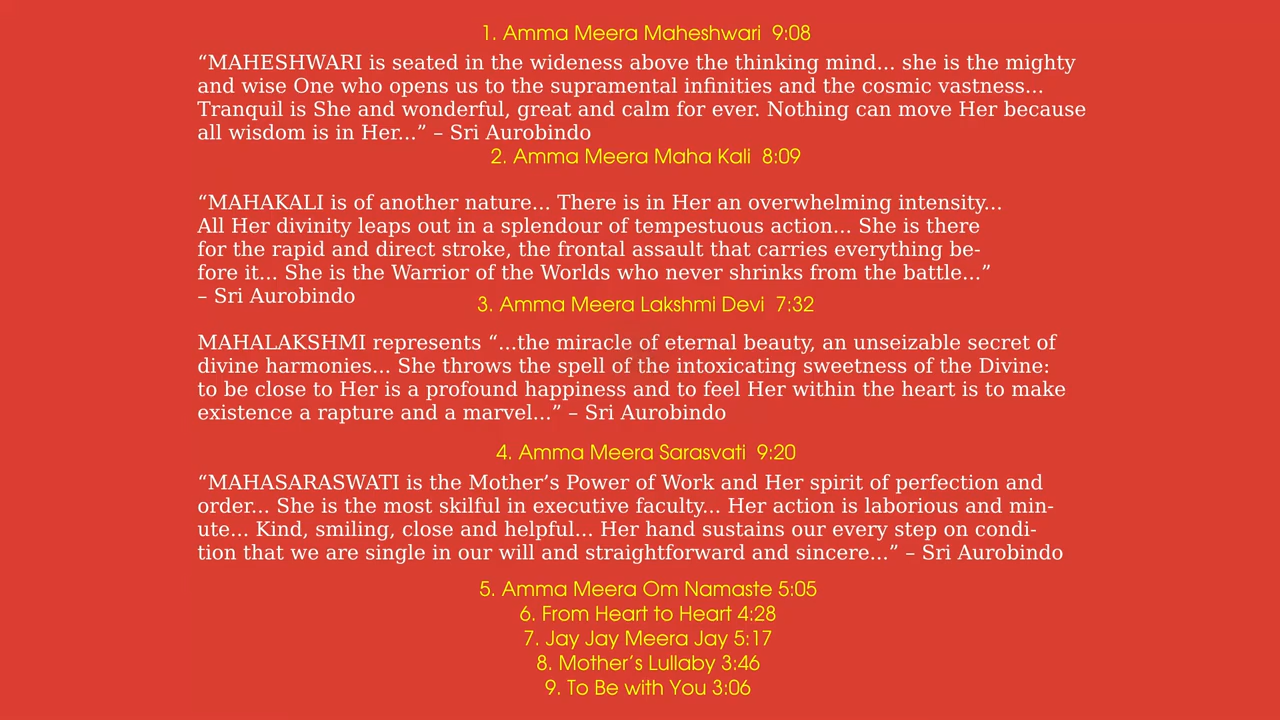 1. Amma Meera Maheshwari 9:08
“MAHESHWARI is seated in the wideness above the thinking mind... she is the mighty
and wise One who opens us to the supramental infinities and the cosmic vastness...
Tranquil is She and wonderful, great and calm for ever. Nothing can move Her because
all wisdom is in Her...” – Sri Aurobindo
2. Amma Meera Maha Kali 8:09
“MAHAKALI is of another nature... There is in Her an overwhelming intensity...
All Her divinity leaps out in a splendour of tempestuous action... She is there
for the rapid and direct stroke, the frontal assault that carries everything be-
fore it... She is the Warrior of the Worlds who never shrinks from the battle...”
– Sri Aurobindo
3. Amma Meera Lakshmi Devi 7:32
MAHALAKSHMI represents “...the miracle of eternal beauty, an unseizable secret of
divine harmonies... She throws the spell of the intoxicating sweetness of the Divine:
to be close to Her is a profound happiness and to feel Her within the heart is to make
existence a rapture and a marvel...” – Sri Aurobindo
4. Amma Meera Sarasvati 9:20
“MAHASARASWATI is the Mother’s Power of Work and Her spirit of perfection and
order... She is the most skilful in executive faculty... Her action is laborious and min-
ute... Kind, smiling, close and helpful... Her hand sustains our every step on condi-
tion that we are single in our will and straightforward and sincere...” – Sri Aurobindo
5. Amma Meera Om Namaste 5:05
6. From Heart to Heart 4:28
7. Jay Jay Meera Jay 5:17
8. Mother’s Lullaby 3:46
9. To Be with You 3:06